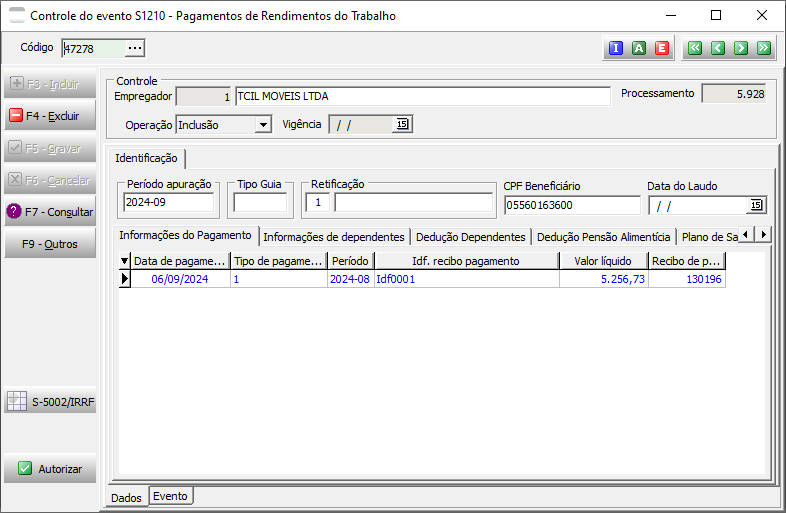 Controle do evento S1210 - Pagamentos de Rendimentos do Trabalho
Código 47278 ...
I A E
F3 - Incluir
F4 - Excluir
F5 - Gravar
F6 - Cancelar
F7 - Consultar
F9 - Outros
S-5002/IRRF
Autorizar
Controle
Empregador 1 TCIL MOVEIS LTDA Processamento 5.928
Operação Inclusão Vigência / / 15
Identificação
Período apuração Tipo Guia Retificação CPF Beneficiário Data do Laudo
2024-09 1 05560163600 / / 15
Informações do Pagamento Informações de dependentes Dedução Dependentes Dedução Pensão Alimentícia Plano de Sa
Data de pagame... Tipo de pagame... Período Idf. recibo pagamento Valor líquido Recibo de p...
06/09/2024 1 2024-08 Idf0001 5.256,73 130196
Dados Evento